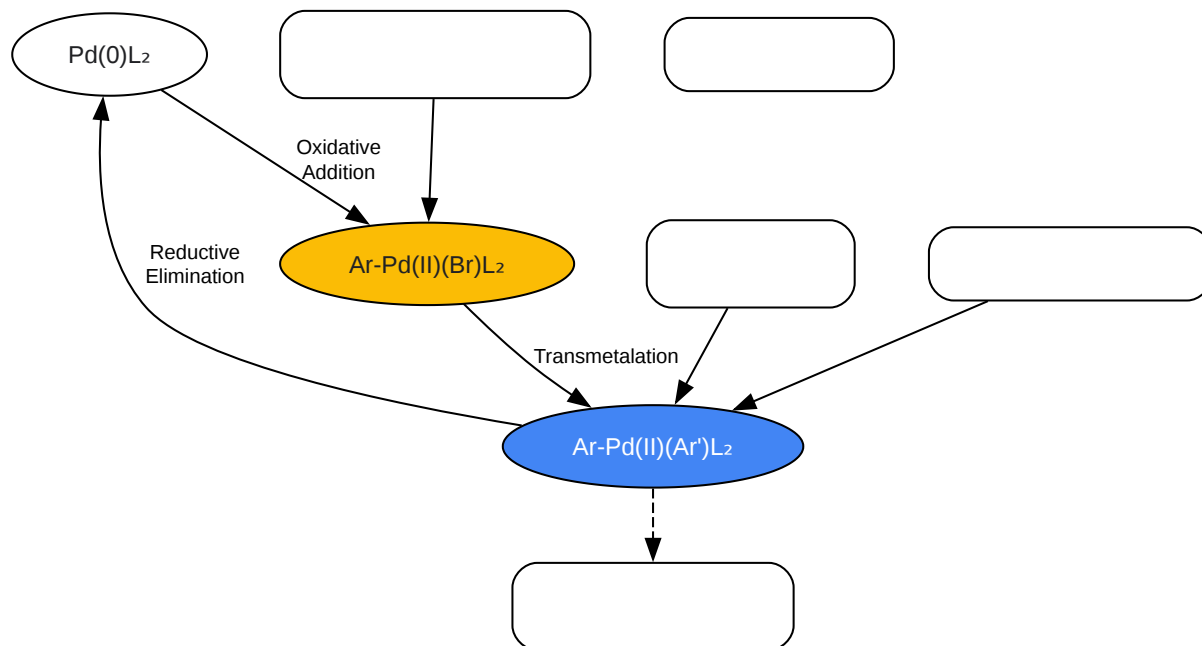 Pd(0)L₂
Oxidative
Addition
Reductive
Elimination
Ar-Pd(II)(Br)L₂
Transmetalation
Ar-Pd(II)(Ar')L₂